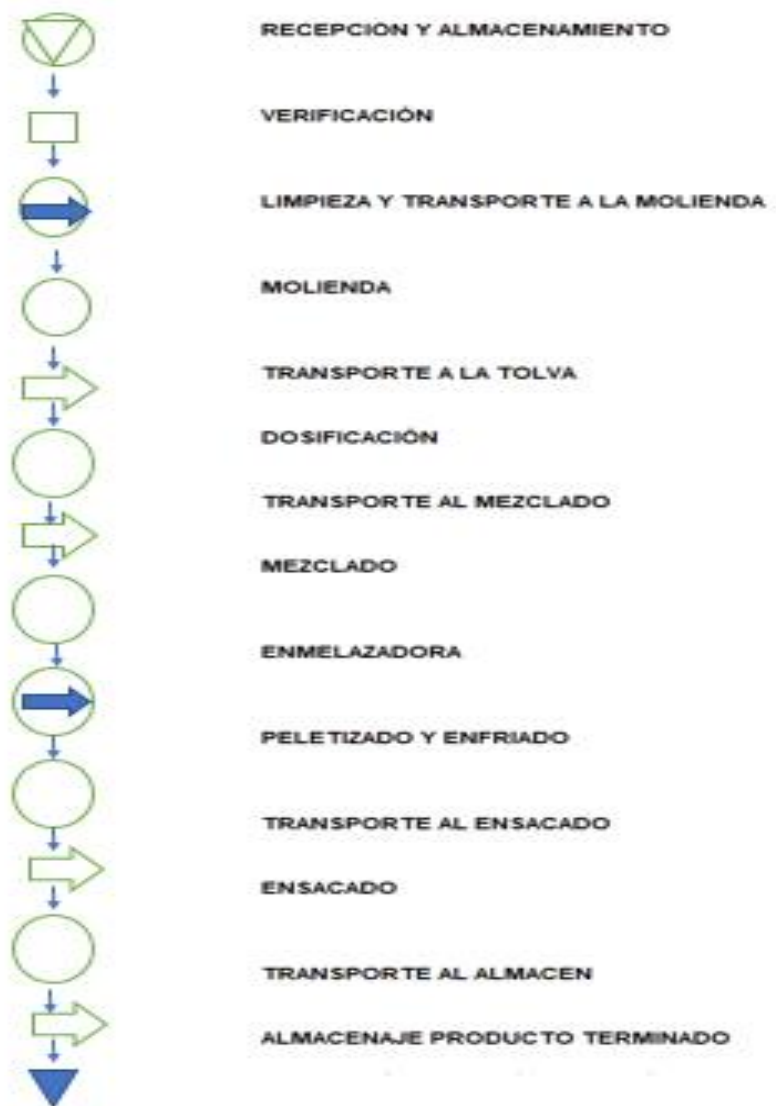 RECEPCIÓN Y ALMACENAMIENTO
VERIFICACIÓN
LIMPIEZA Y TRANSPORTE A LA MOLIENDA
MOLIENDA
TRANSPORTE A LA TOLVA
DOSIFICACIÓN
TRANSPORTE AL MEZCLADO
MEZCLADO
ENMELAZADORA
PELETIZADO Y ENFRIADO
TRANSPORTE AL ENSACADO
ENSACADO
TRANSPORTE AL ALMACEN
ALMACENAJE PRODUCTO TERMINADO